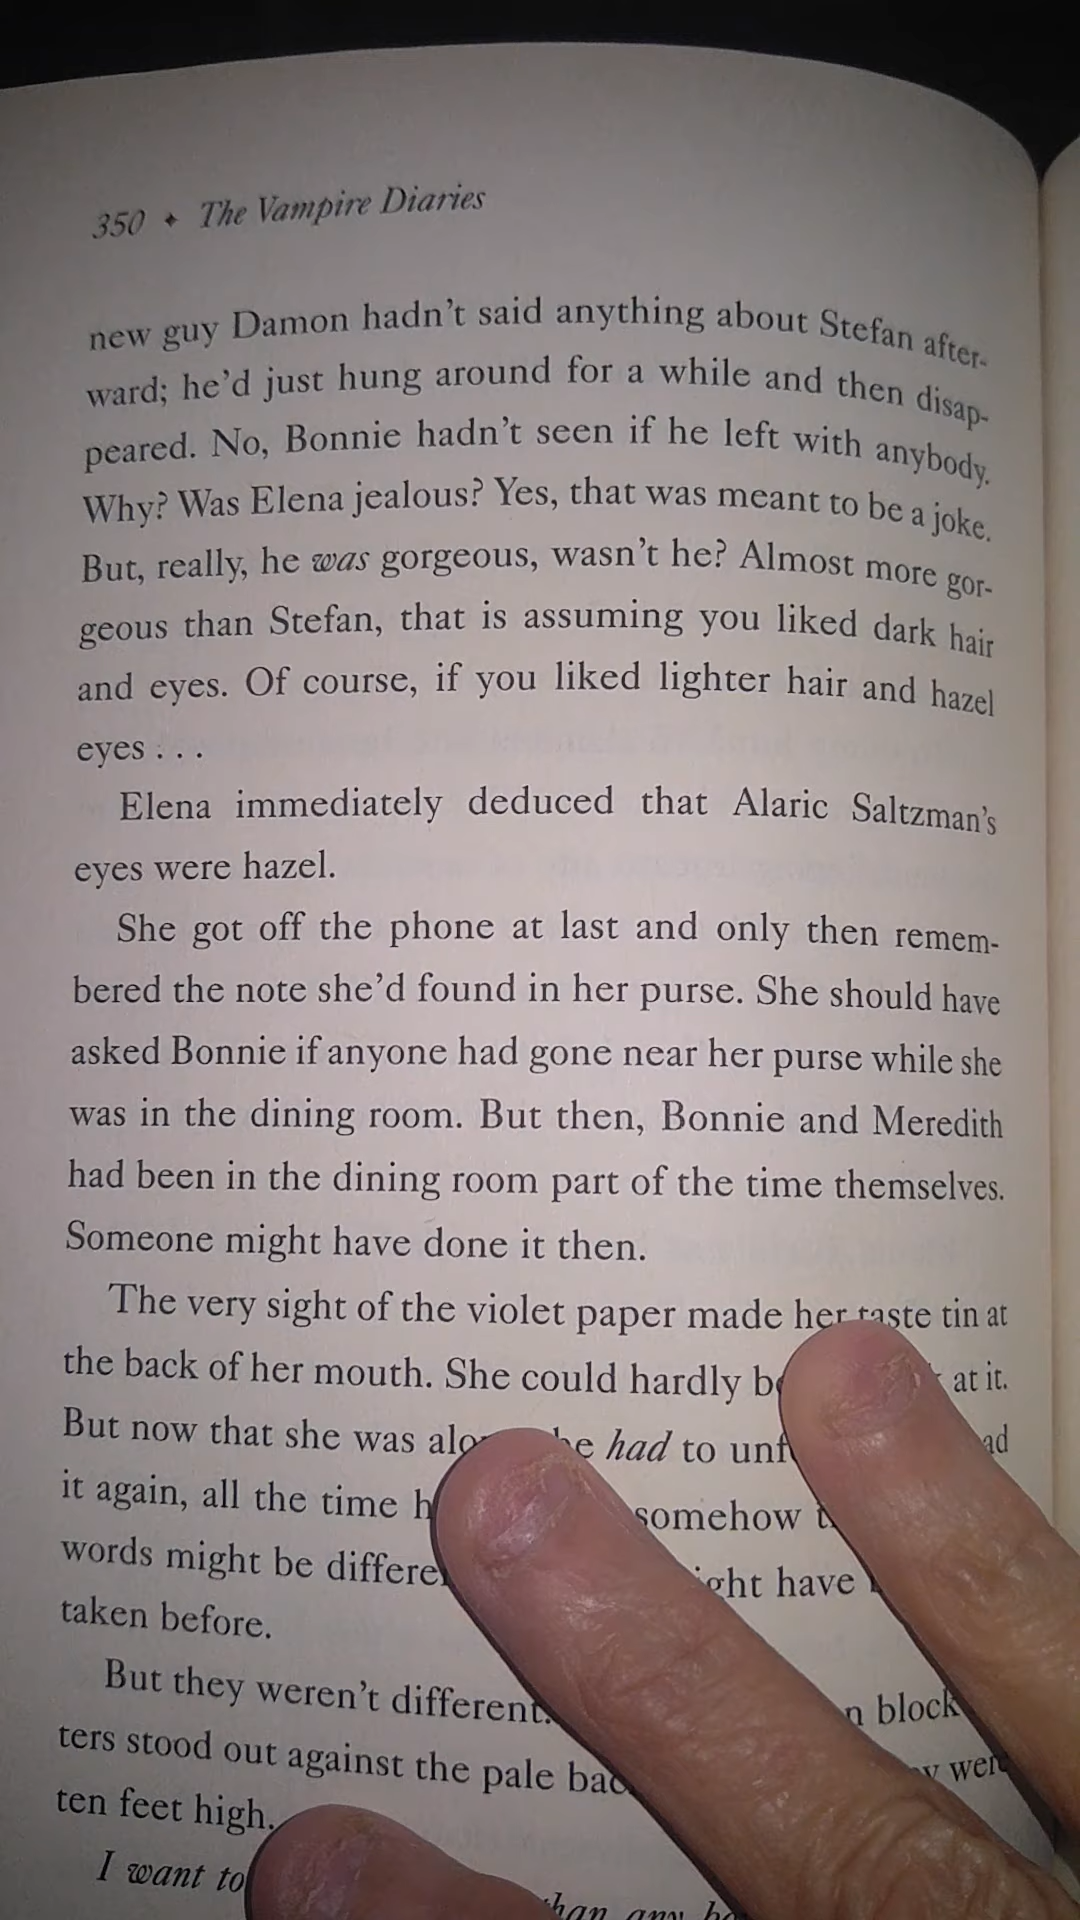 350 ✦ The Vampire Diaries
new guy Damon hadn't said anything about Stefan after-
ward; he'd just hung around for a while and then disap-
peared. No, Bonnie hadn't seen if he left with anybody.
Why? Was Elena jealous? Yes, that was meant to be a joke.
But, really, he was gorgeous, wasn't he? Almost more gor-
geous than Stefan, that is assuming you liked dark hair
and eyes. Of course, if you liked lighter hair and hazel
eyes . . .
Elena immediately deduced that Alaric Saltzman's
eyes were hazel.
She got off the phone at last and only then remem-
bered the note she'd found in her purse. She should have
asked Bonnie if anyone had gone near her purse while she
was in the dining room. But then, Bonnie and Meredith
had been in the dining room part of the time themselves.
Someone might have done it then.
The very sight of the violet paper made her taste tin at
the back of her mouth. She could hardly at it.
But now that she was had to
it again, all the time somehow
words might be have
taken before.
But they weren't different. block
ters stood out against the pale were
ten feet high.
I want to than any